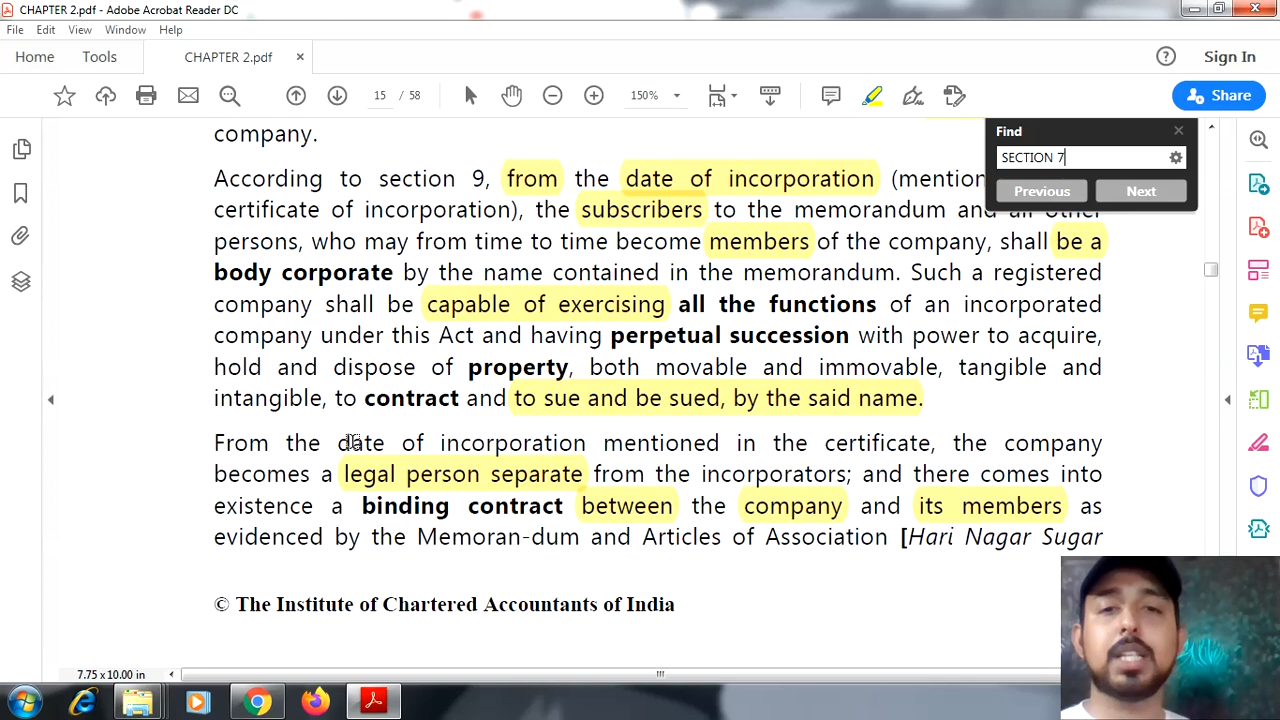 CHAPTER 2.pdf - Adobe Acrobat Reader DC
File Edit View Window Help
Home Tools CHAPTER 2.pdf × Sign In
15 / 58 150% Share
Find
SECTION 7
Previous Next
company.
According to section 9, from the date of incorporation (mention
certificate of incorporation), the subscribers to the memorandum and all other
persons, who may from time to time become members of the company, shall be a
body corporate by the name contained in the memorandum. Such a registered
company shall be capable of exercising all the functions of an incorporated
company under this Act and having perpetual succession with power to acquire,
hold and dispose of property, both movable and immovable, tangible and
intangible, to contract and to sue and be sued, by the said name.
From the date of incorporation mentioned in the certificate, the company
becomes a legal person separate from the incorporators; and there comes into
existence a binding contract between the company and its members as
evidenced by the Memoran-dum and Articles of Association [Hari Nagar Sugar
© The Institute of Chartered Accountants of India
7.75 x 10.00 in